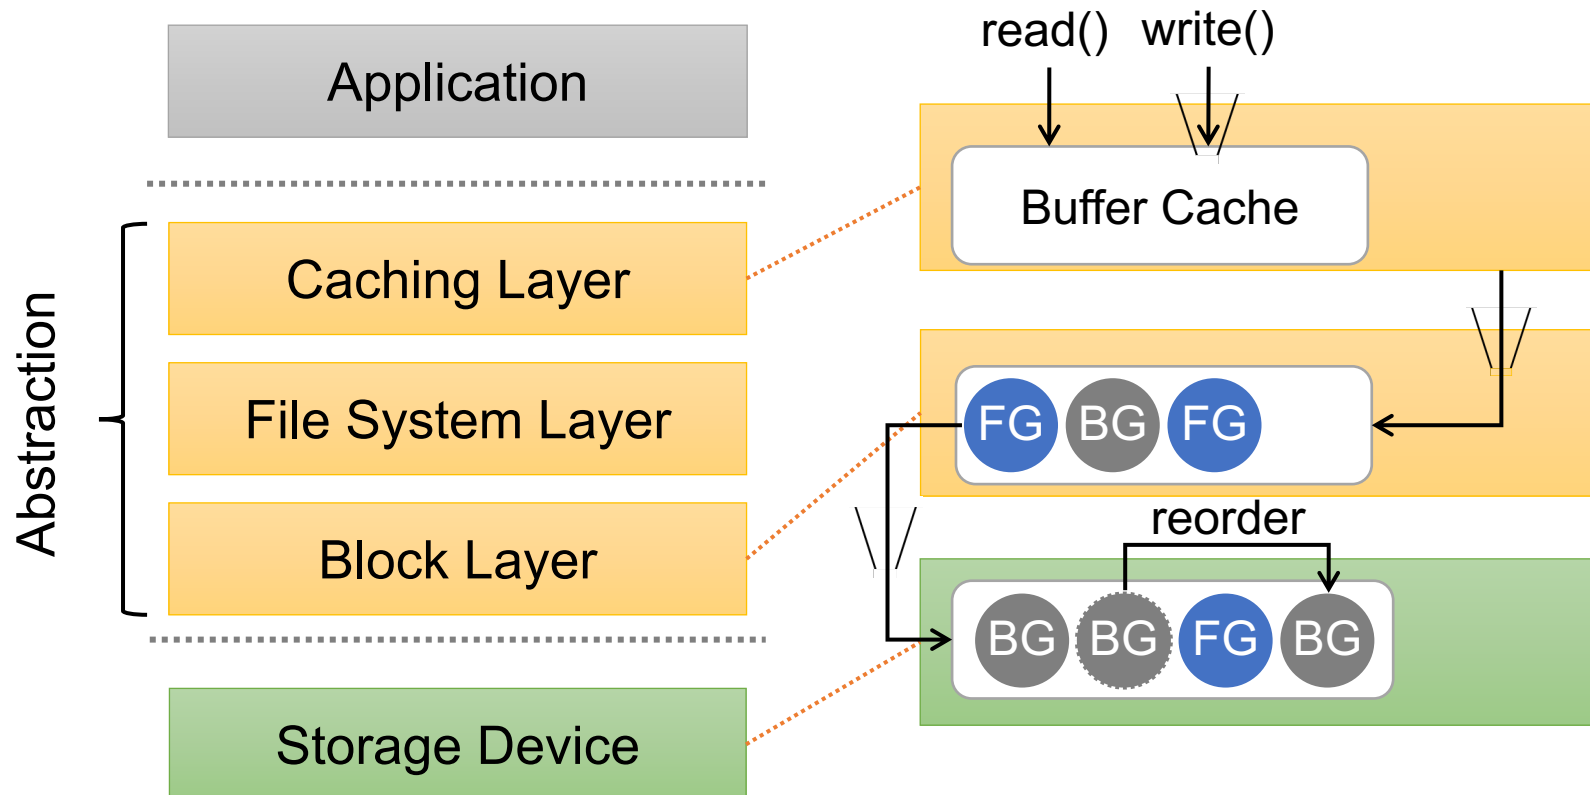 Application
Abstraction
Caching Layer
File System Layer
Block Layer
Storage Device
read() write()
Buffer Cache
FG BG FG
reorder
BG BG FG BG